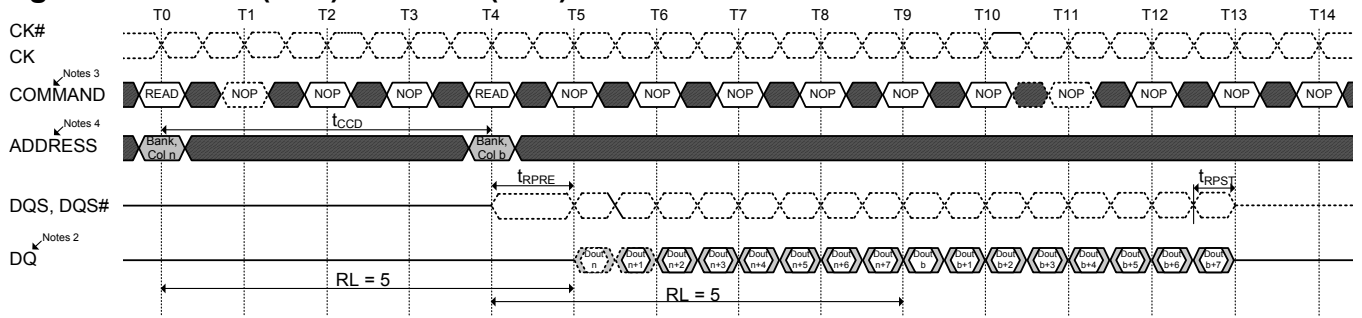 T0 T1 T2 T3 T4 T5 T6 T7 T8 T9 T10 T11 T12 T13 T14
CK#
CK
Notes 3
COMMAND READ NOP NOP NOP READ NOP NOP NOP NOP NOP NOP NOP NOP NOP NOP
Notes 4
tCCD
ADDRESS Bank, Col n Bank, Col b
tRPRE tRPST
DQS, DQS#
Notes 2
DQ Dout n Dout n+1 Dout n+2 Dout n+3 Dout n+4 Dout n+5 Dout n+6 Dout n+7 Dout b Dout b+1 Dout b+2 Dout b+3 Dout b+4 Dout b+5 Dout b+6 Dout b+7
RL = 5 RL = 5